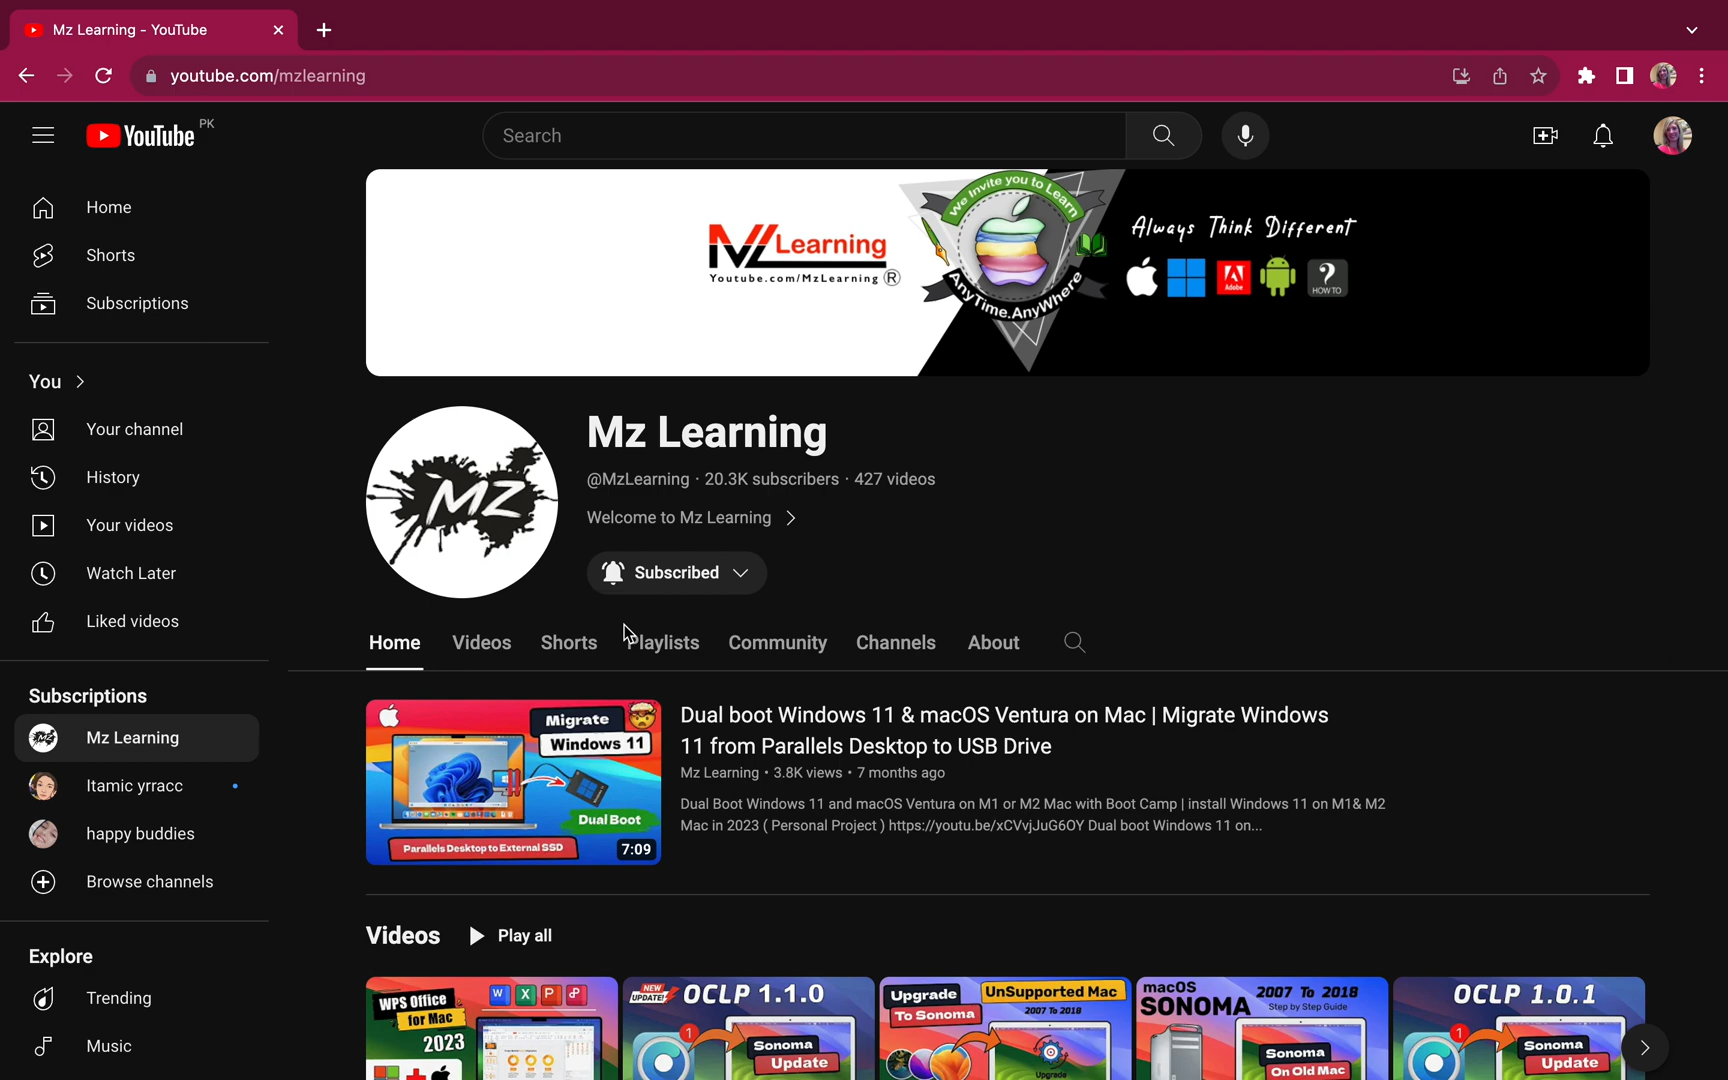 Mz Learning - YouTube
youtube.com/mzlearning
YouTube PK
Search
Home
Shorts
Subscriptions
You
Your channel
History
Your videos
Watch Later
Liked videos
Subscriptions
Mz Learning
Itamic yrracc
happy buddies
Browse channels
Explore
Trending
Music
MZ Learning
Youtube.com/MzLearning ®
We Invite you to Learn
AnyTime.AnyWhere
Always Think Different
Adobe
?
HOW TO
MZ
Mz Learning
@MzLearning · 20.3K subscribers · 427 videos
Welcome to Mz Learning
Subscribed
Home Videos Shorts Playlists Community Channels About
Migrate
Windows 11
Dual Boot
Parallels Desktop to External SSD
7:09
Dual boot Windows 11 & macOS Ventura on Mac | Migrate Windows
11 from Parallels Desktop to USB Drive
Mz Learning • 3.8K views • 7 months ago
Dual Boot Windows 11 and macOS Ventura on M1 or M2 Mac with Boot Camp | install Windows 11 on M1& M2
Mac in 2023 ( Personal Project ) https://youtu.be/xCVvjJuG6OY Dual boot Windows 11 on...
Videos Play all
WPS Office
for Mac
2023
W X P
NEW UPDATE! OCLP 1.1.0
1
Sonoma
Update
Upgrade
To Sonoma
UnSupported Mac
2007 To 2018
Upgrade
macOS
SONOMA
2007 To 2018
Step by Step Guide
Sonoma
On Old Mac
OCLP 1.0.1
1
Sonoma
Update